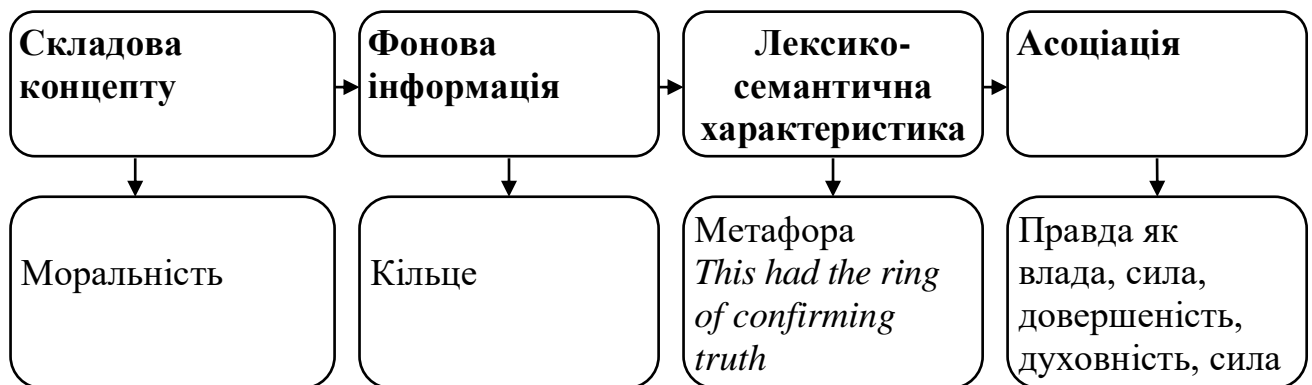 Складова
концепту
Фонова
інформація
Лексико-
семантична
характеристика
Асоціація
Моральність
Кільце
Метафора
This had the ring
of confirming
truth
Правда як
влада, сила,
довершеність,
духовність, сила